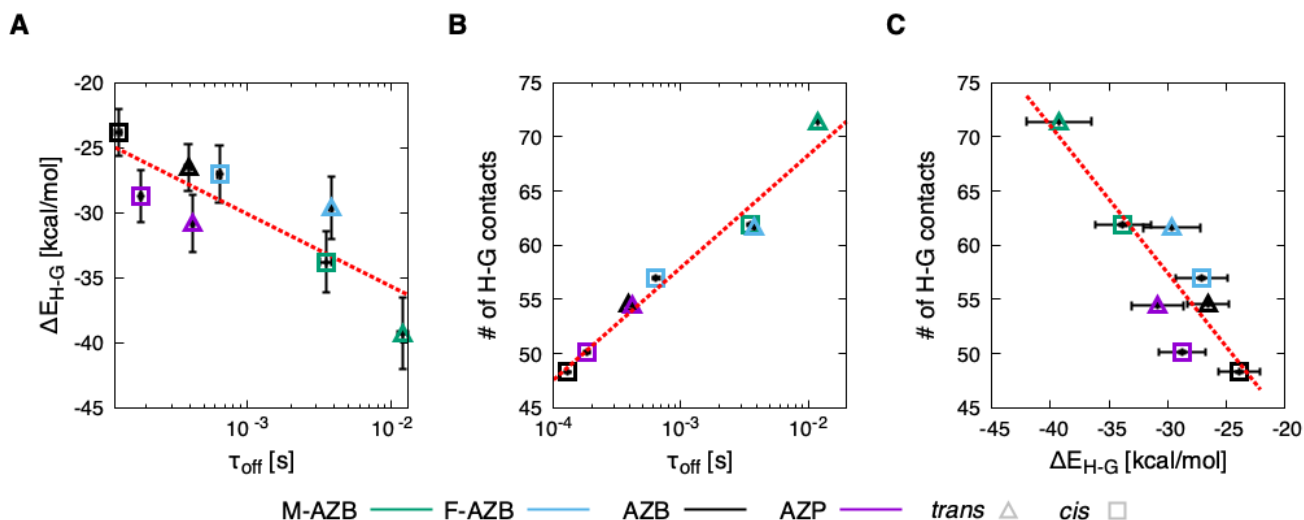 A
B
C
-20
-25
-30
-35
-40
-45
ΔE_H-G [kcal/mol]
10^-3
10^-2
τ_off [s]
75
70
65
60
55
50
45
# of H-G contacts
10^-4
10^-3
10^-2
τ_off [s]
75
70
65
60
55
50
45
# of H-G contacts
-45 -40 -35 -30 -25 -20
ΔE_H-G [kcal/mol]
M-AZB F-AZB AZB AZP trans cis